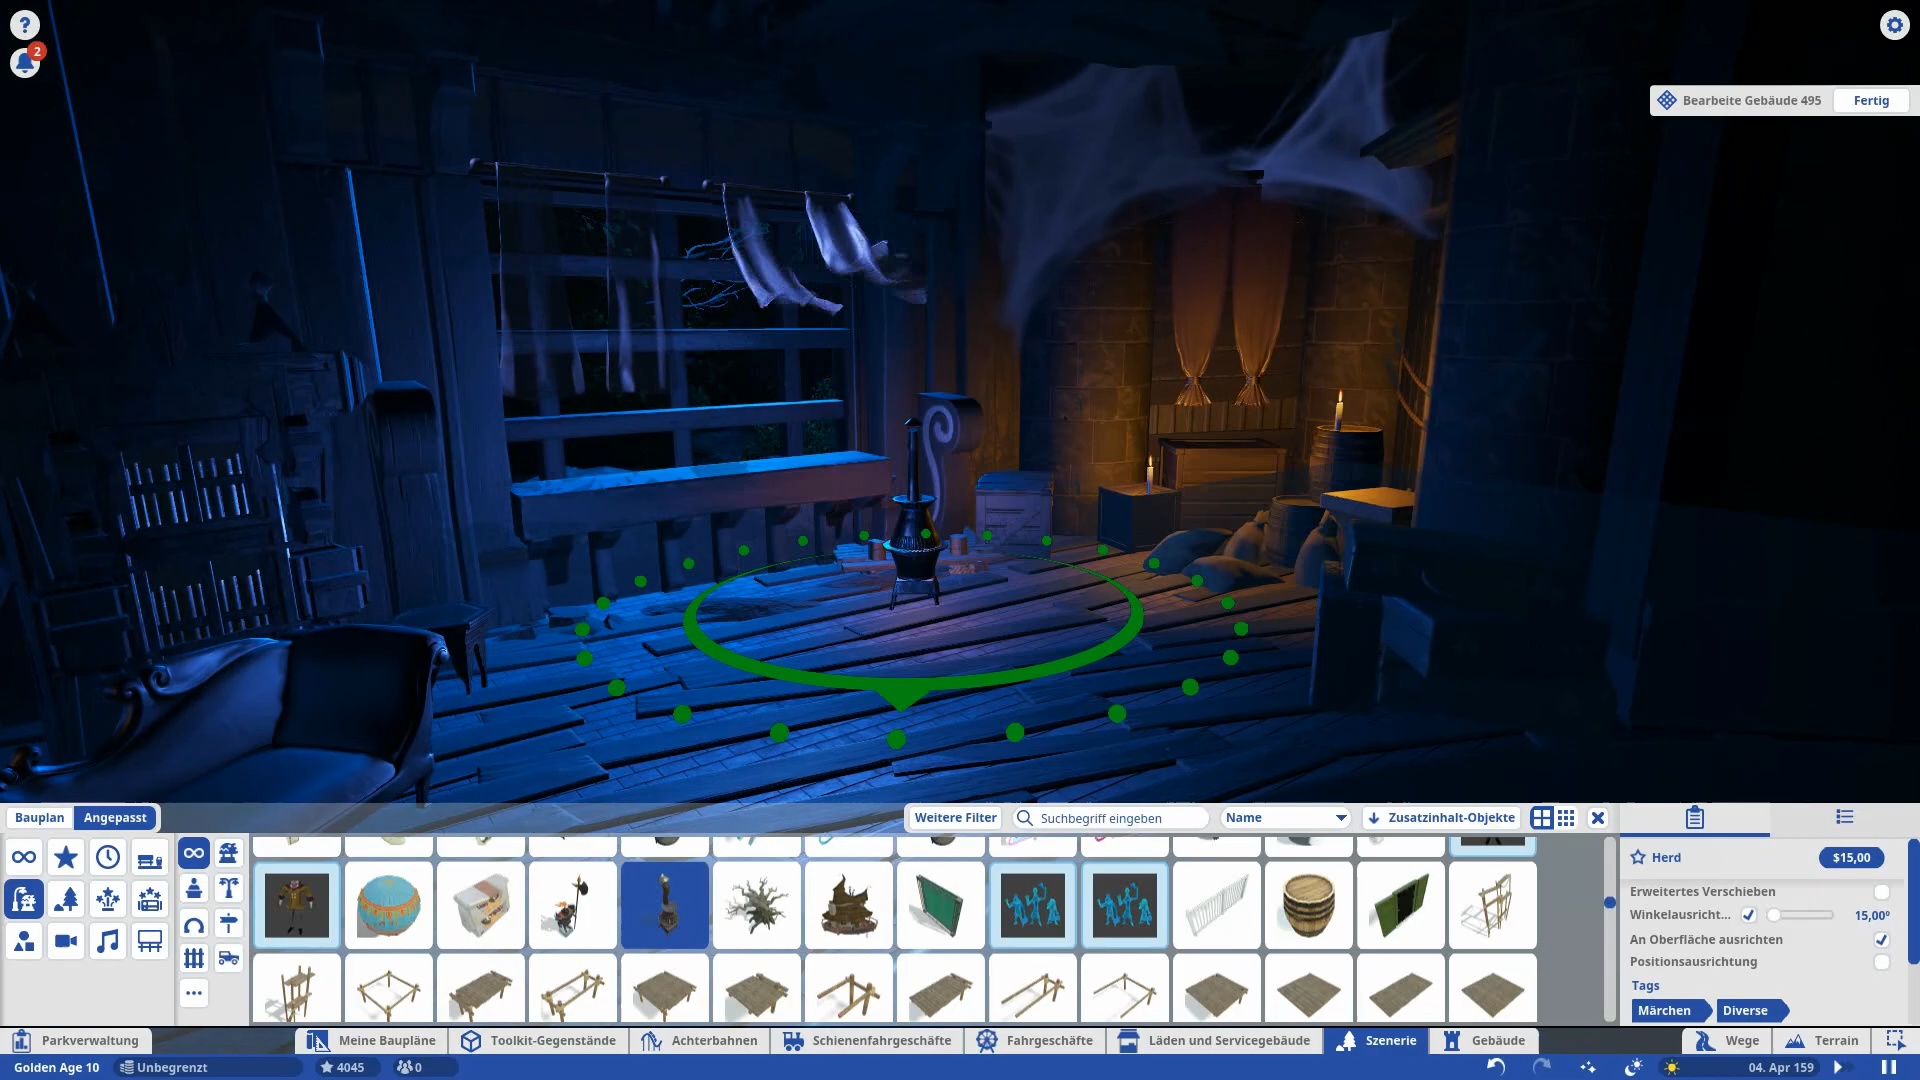 ?
2
Bearbeite Gebäude 495
Fertig
Bauplan
Angepasst
Weitere Filter
Suchbegriff eingeben
Name
Zusatzinhalt-Objekte
Herd
$15,00
Erweitertes Verschieben
Winkelausricht...
15,00°
An Oberfläche ausrichten
Positionsausrichtung
Tags
Märchen
Diverse
Parkverwaltung
Meine Baupläne
Toolkit-Gegenstände
Achterbahnen
Schienenfahrgeschäfte
Fahrgeschäfte
Läden und Servicegebäude
Szenerie
Gebäude
Wege
Terrain
Golden Age 10
Unbegrenzt
4045
0
04. Apr 159